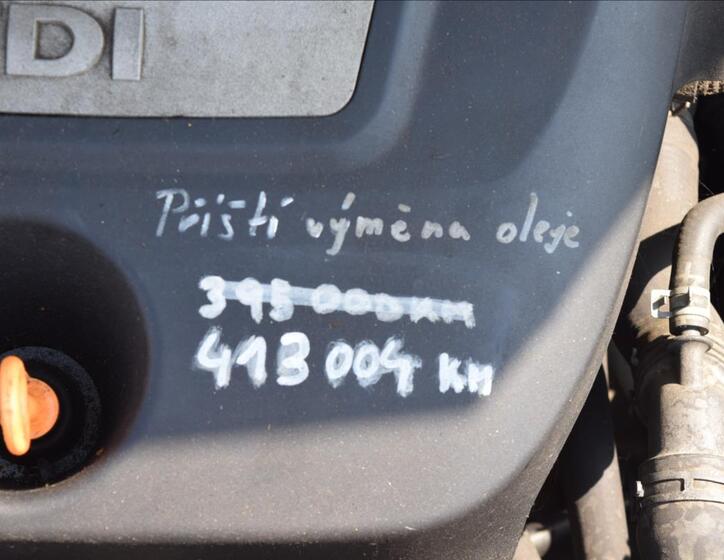 DI
Příští výměna oleje
395 000 KM
413 004 KM